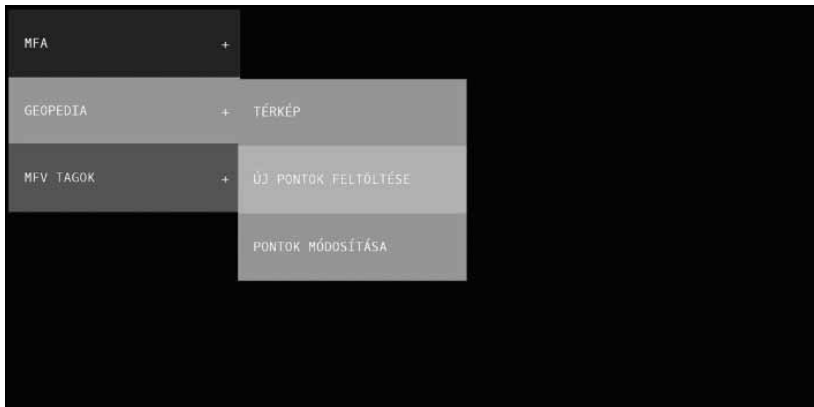 MFA +
GEOPEDIA +
TÉRKÉP
MFV TAGOK +
ÚJ PONTOK FELTÖLTÉSE
PONTOK MÓDOSÍTÁSA